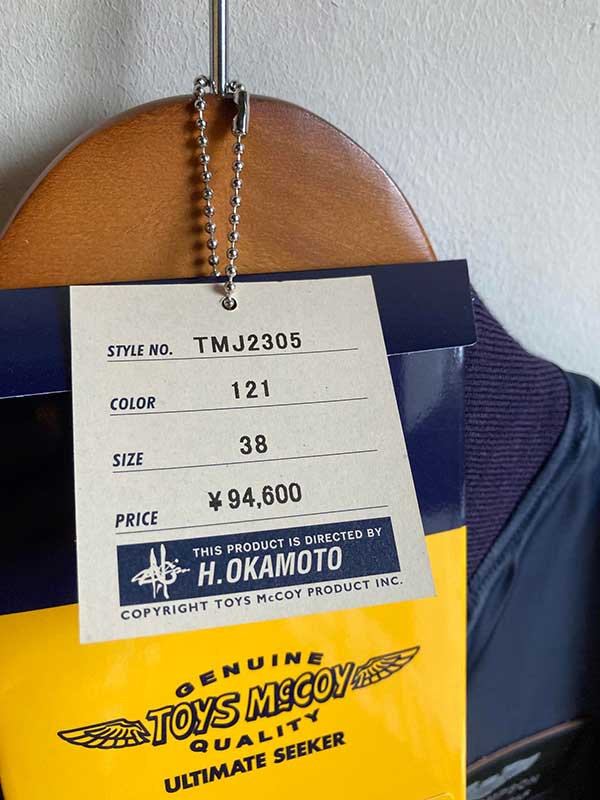 STYLE NO. TMJ2305
COLOR 121
SIZE 38
PRICE ¥94,600
THIS PRODUCT IS DIRECTED BY
H.OKAMOTO
COPYRIGHT TOYS McCOY PRODUCT INC.
GENUINE
TOYS McCOY
QUALITY
ULTIMATE SEEKER